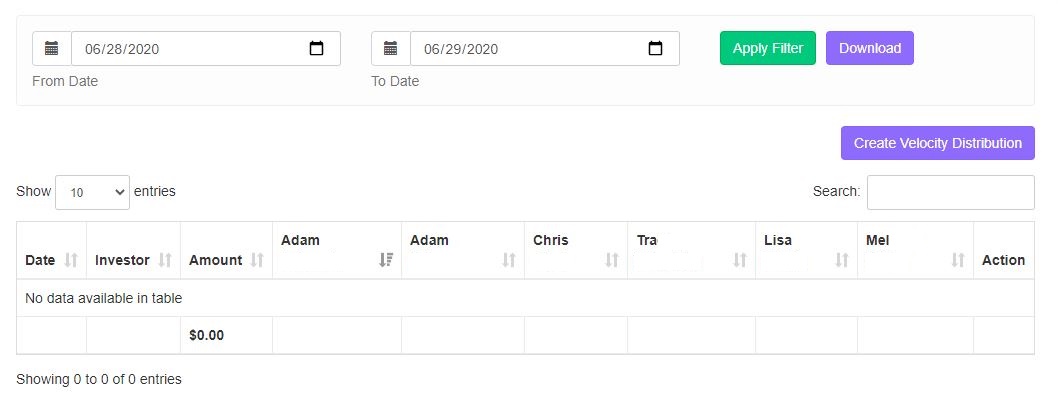 06/28/2020 06/29/2020 Apply Filter Download
From Date To Date
Create Velocity Distribution
Show 10 entries Search:
Adam Adam Chris Tra Lisa Mel
Date Investor Amount Action
No data available in table
$0.00
Showing 0 to 0 of 0 entries